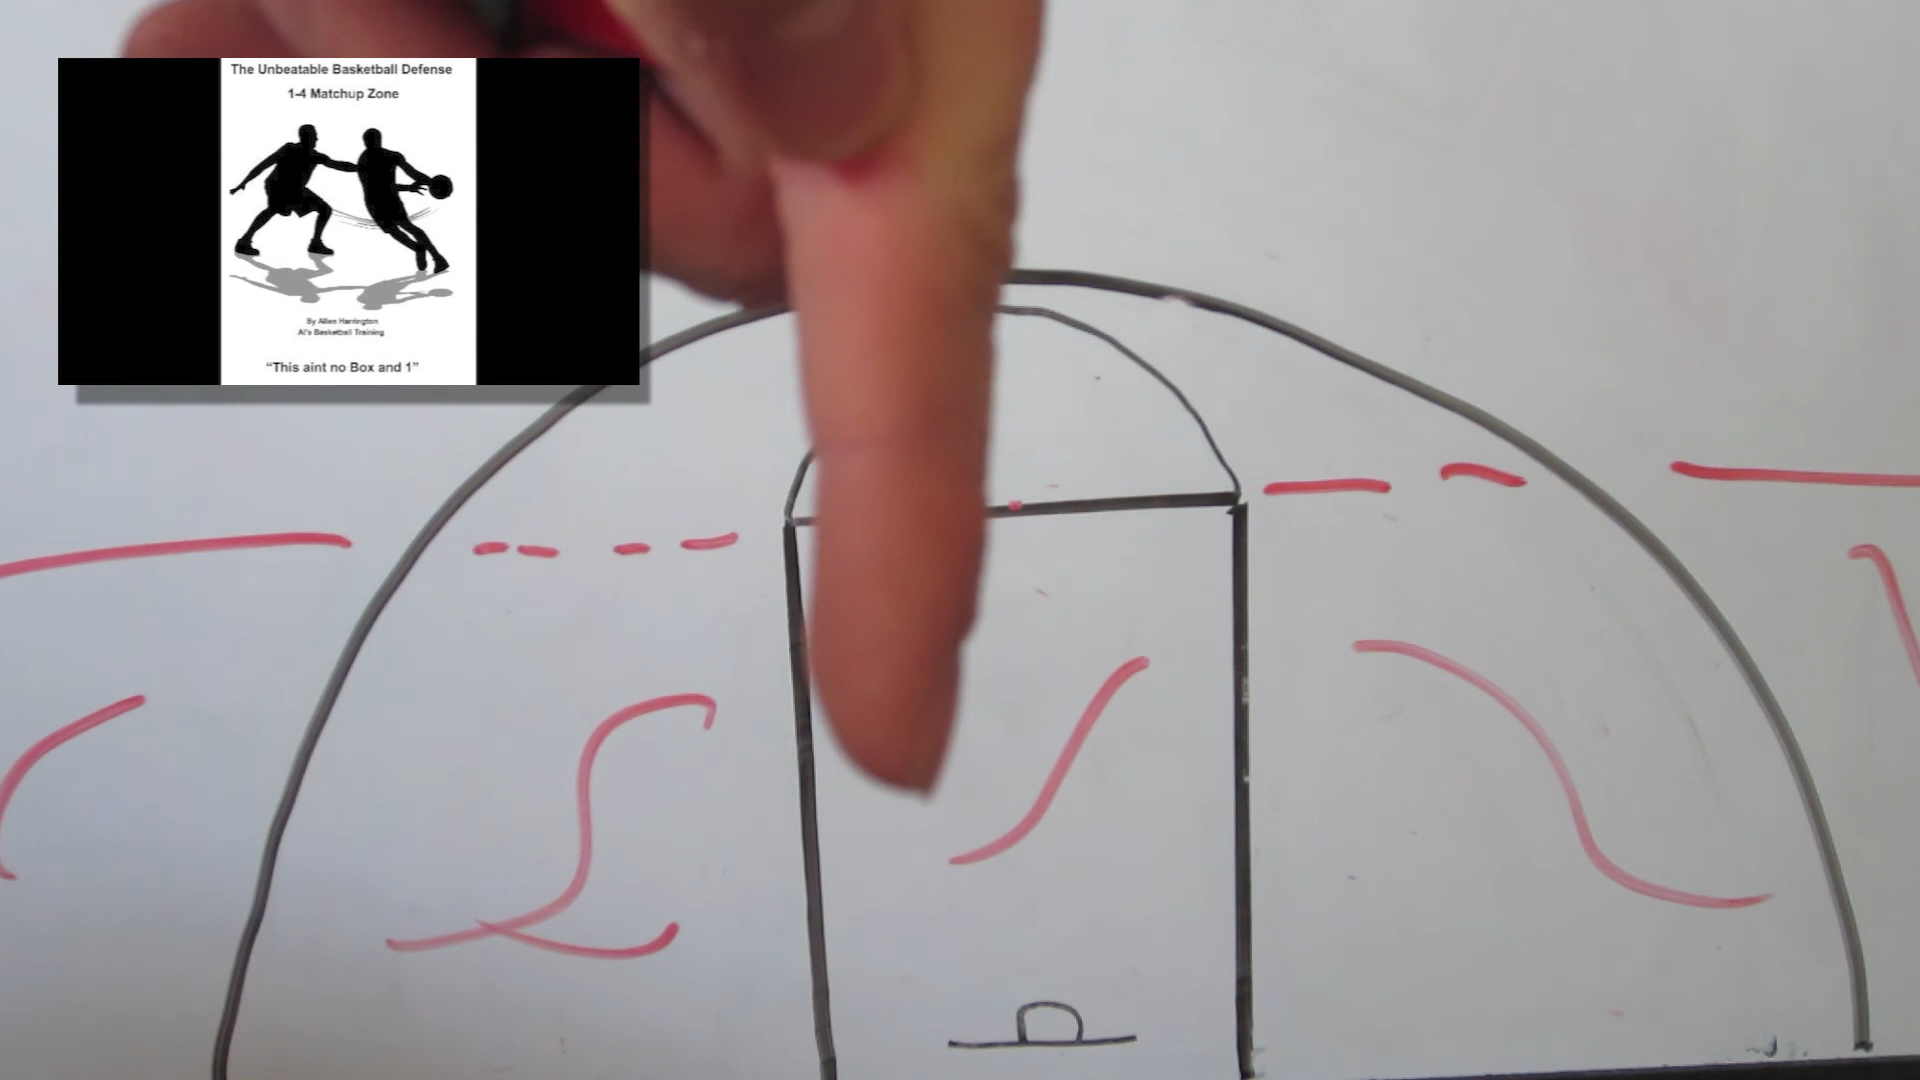 The Unbeatable Basketball Defense
1-4 Matchup Zone
By Allen Harrington
Al's Basketball Training
“This aint no Box and 1”